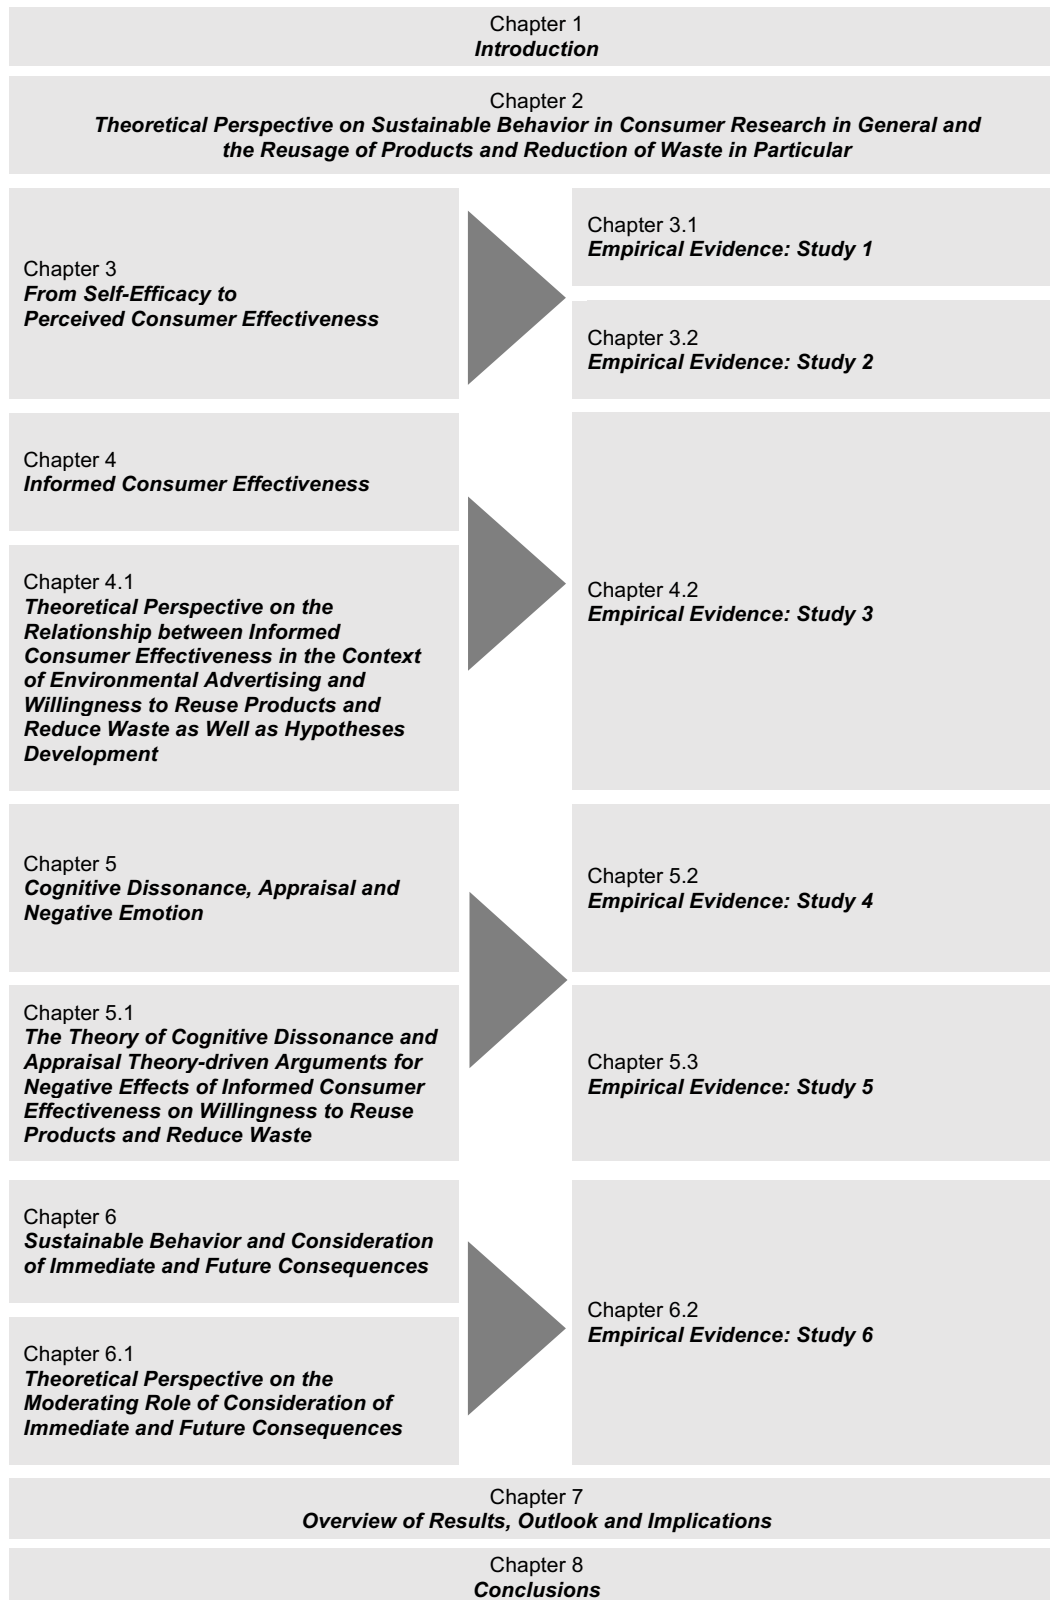 Chapter 1
Introduction
Chapter 2
Theoretical Perspective on Sustainable Behavior in Consumer Research in General and
the Reusage of Products and Reduction of Waste in Particular
Chapter 3
From Self-Efficacy to
Perceived Consumer Effectiveness
Chapter 3.1
Empirical Evidence: Study 1
Chapter 3.2
Empirical Evidence: Study 2
Chapter 4
Informed Consumer Effectiveness
Chapter 4.1
Theoretical Perspective on the
Relationship between Informed
Consumer Effectiveness in the Context
of Environmental Advertising and
Willingness to Reuse Products and
Reduce Waste as Well as Hypotheses
Development
Chapter 4.2
Empirical Evidence: Study 3
Chapter 5
Cognitive Dissonance, Appraisal and
Negative Emotion
Chapter 5.1
The Theory of Cognitive Dissonance and
Appraisal Theory-driven Arguments for
Negative Effects of Informed Consumer
Effectiveness on Willingness to Reuse
Products and Reduce Waste
Chapter 5.2
Empirical Evidence: Study 4
Chapter 5.3
Empirical Evidence: Study 5
Chapter 6
Sustainable Behavior and Consideration
of Immediate and Future Consequences
Chapter 6.1
Theoretical Perspective on the
Moderating Role of Consideration of
Immediate and Future Consequences
Chapter 6.2
Empirical Evidence: Study 6
Chapter 7
Overview of Results, Outlook and Implications
Chapter 8
Conclusions